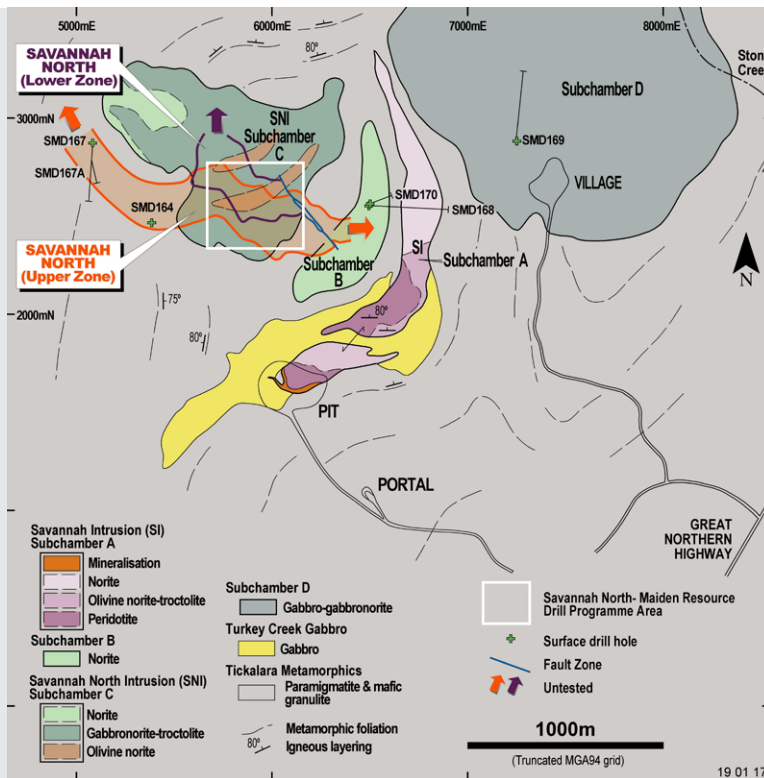 5000mE
6000mE
7000mE
8000mE
3000mN
2000mN
SAVANNAH
NORTH
(Lower Zone)
80°
SNI
Subchamber
C
Subchamber D
Ston
Creek
SMD167
SMD167A
SMD164
SMD169
VILLAGE
SMD170
SMD168
SAVANNAH
NORTH
(Upper Zone)
Subchamber
B
SI
Subchamber A
N
75°
80°
80°
PIT
PORTAL
GREAT
NORTHERN
HIGHWAY
Savannah Intrusion (SI)
Subchamber A
Mineralisation
Norite
Olivine norite-troctolite
Peridotite
Subchamber B
Norite
Savannah North Intrusion (SNI)
Subchamber C
Norite
Gabbronorite-troctolite
Olivine norite
Subchamber D
Gabbro-gabbronorite
Turkey Creek Gabbro
Gabbro
Tickalara Metamorphics
Paramigmatite & mafic
granulite
Metamorphic foliation
80° Igneous layering
Savannah North- Maiden Resource
Drill Programme Area
Surface drill hole
Fault Zone
Untested
1000m
(Truncated MGA94 grid)
19 01 17